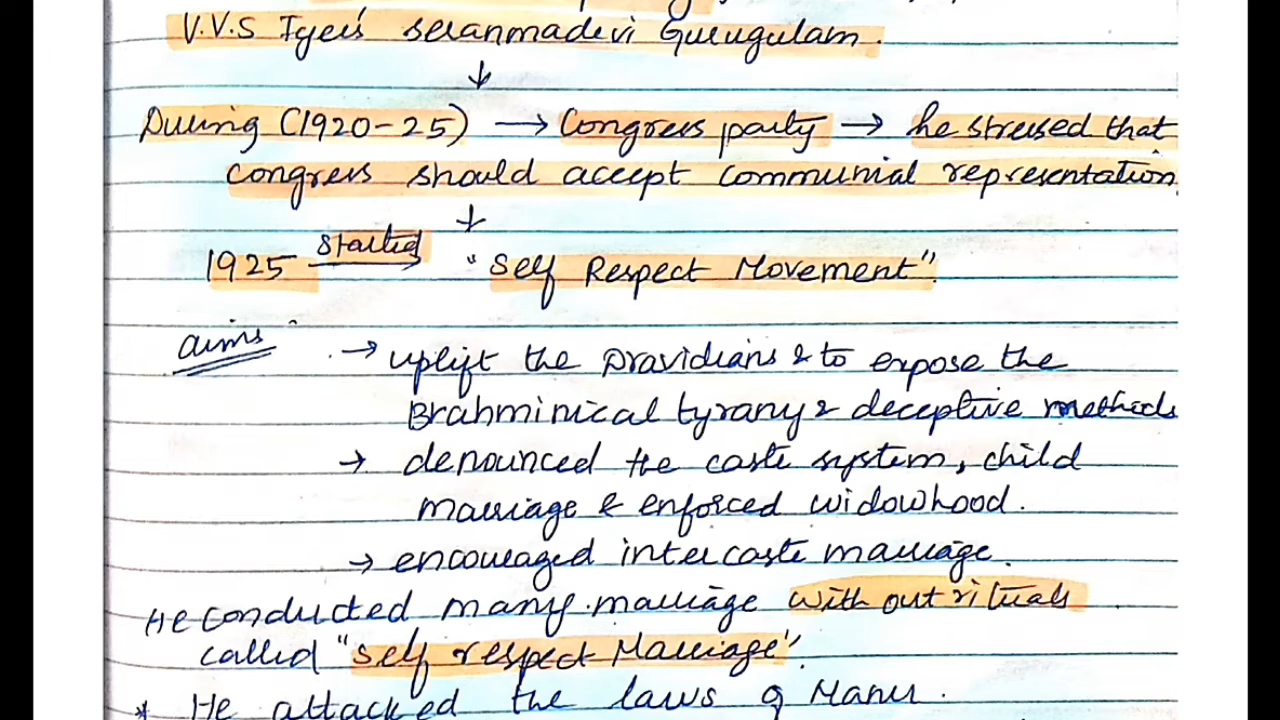 V.V.S Iyer's seranmadevi Gurugulam.
↓
During (1920-25) → Congress party → he stressed that
congress should accept communial representation
↓
1925 started → "Self Respect Movement".
aims → uplift the Dravidians & to expose the
Brahminical tyrany & deceptive methods
→ denounced the caste system, child
marriage & enforced widowhood.
→ encouraged intercaste marriage.
He conducted many marriage with out rituals
called "self respect Marriage".
* He attacked the laws of Manu.